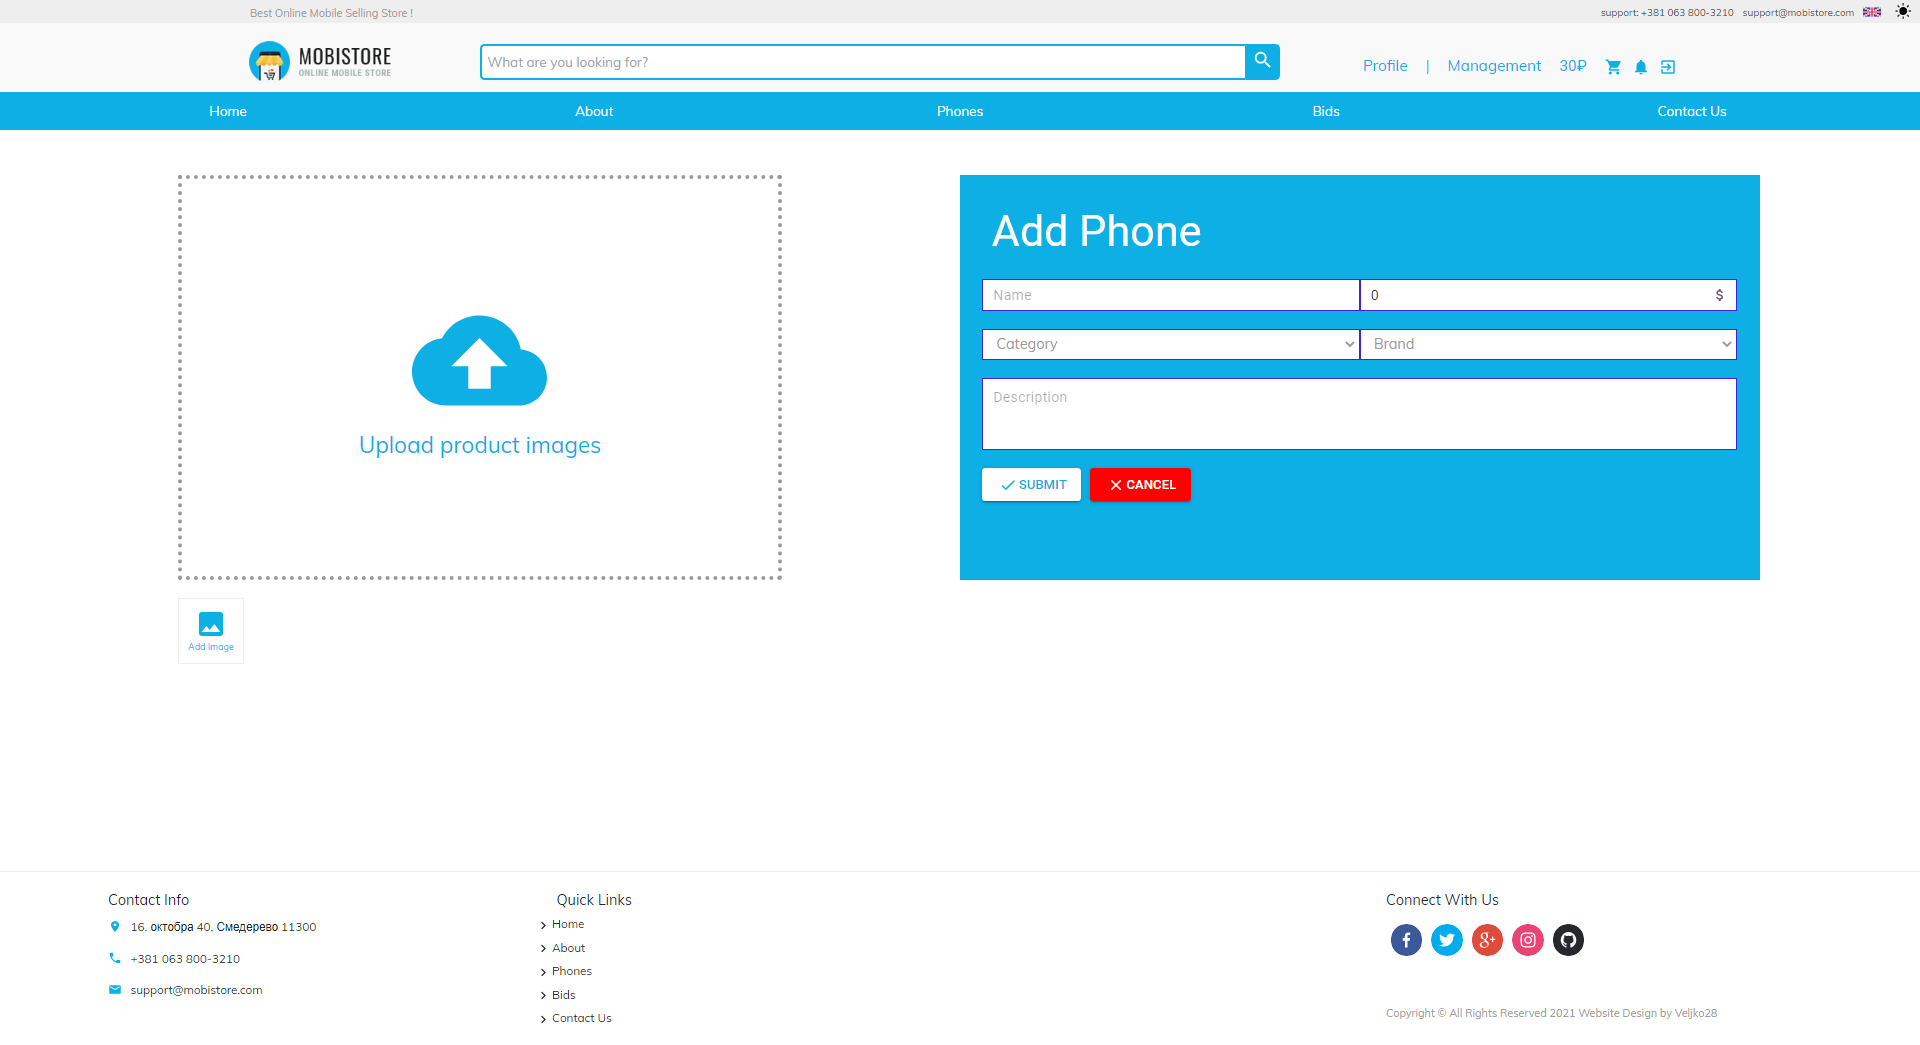 Best Online Mobile Selling Store !
support: +381 063 800-3210 support@mobistore.com
MOBISTORE
ONLINE MOBILE STORE
What are you looking for?
Profile | Management 30₽
Home About Phones Bids Contact Us
Upload product images
Add Image
Add Phone
Name 0 $
Category Brand
Description
SUBMIT CANCEL
Contact Info
16. октобра 40, Смедерево 11300
+381 063 800-3210
support@mobistore.com
Quick Links
Home
About
Phones
Bids
Contact Us
Connect With Us
Copyright © All Rights Reserved 2021 Website Design by Veljko28